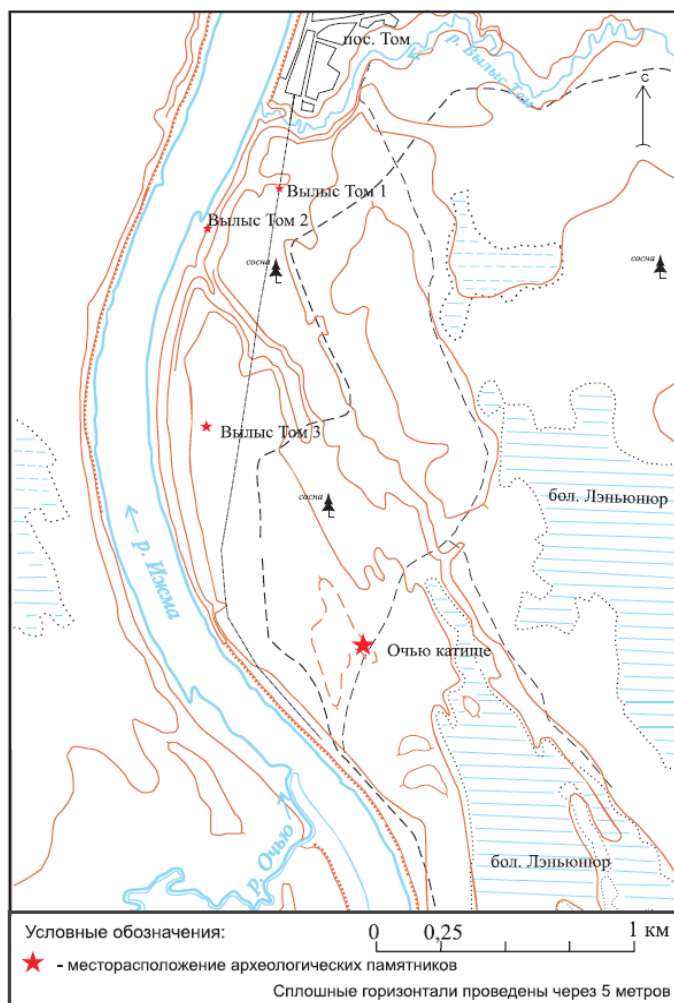 пос. Том
р. Вылыс Том
С
Вылыс Том 1
Вылыс Том 2
сосна
сосна
Вылыс Том 3
сосна
бол. Лэньюнюр
← р. Ижма
Очью катище
р. Очью →
бол. Лэньюнюр
Условные обозначения:
0 0,25 1 км
★ - месторасположение археологических памятников
Сплошные горизонтали проведены через 5 метров